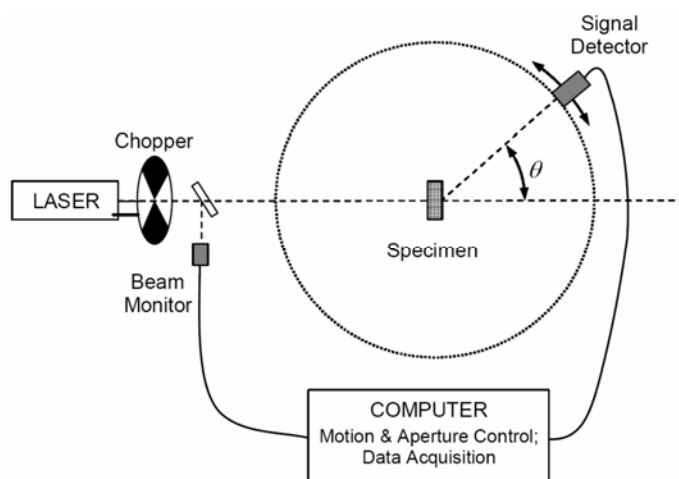 Signal
Detector
Chopper
LASER
θ
Specimen
Beam
Monitor
COMPUTER
Motion & Aperture Control;
Data Acquisition